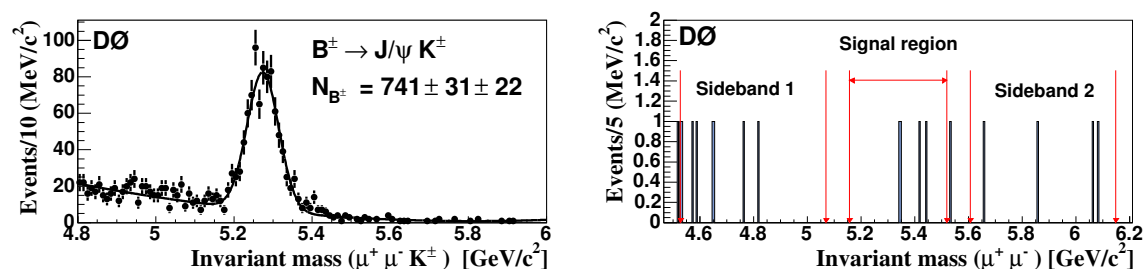 DØ
B± → J/ψ K±
N_B± = 741 ± 31 ± 22
Events/10 (MeV/c²)
100
80
60
40
20
0
4.8 5 5.2 5.4 5.6 5.8 6
Invariant mass (μ⁺ μ⁻ K±) [GeV/c²]
DØ
Signal region
Sideband 1
Sideband 2
Events/5 (MeV/c²)
2
1.8
1.6
1.4
1.2
1
0.8
0.6
0.4
0.2
0
4.6 4.8 5 5.2 5.4 5.6 5.8 6 6.2
Invariant mass (μ⁺ μ⁻) [GeV/c²]